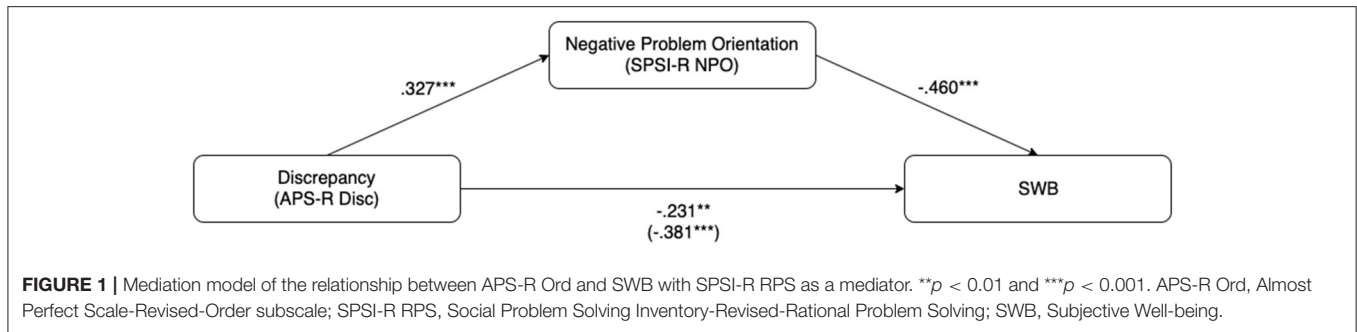 Negative Problem Orientation
(SPSI-R NPO)
.327***
-.460***
Discrepancy
(APS-R Disc)
SWB
-.231**
(-.381***)
FIGURE 1 | Mediation model of the relationship between APS-R Ord and SWB with SPSI-R RPS as a mediator. **p < 0.01 and ***p < 0.001. APS-R Ord, Almost
Perfect Scale-Revised-Order subscale; SPSI-R RPS, Social Problem Solving Inventory-Revised-Rational Problem Solving; SWB, Subjective Well-being.